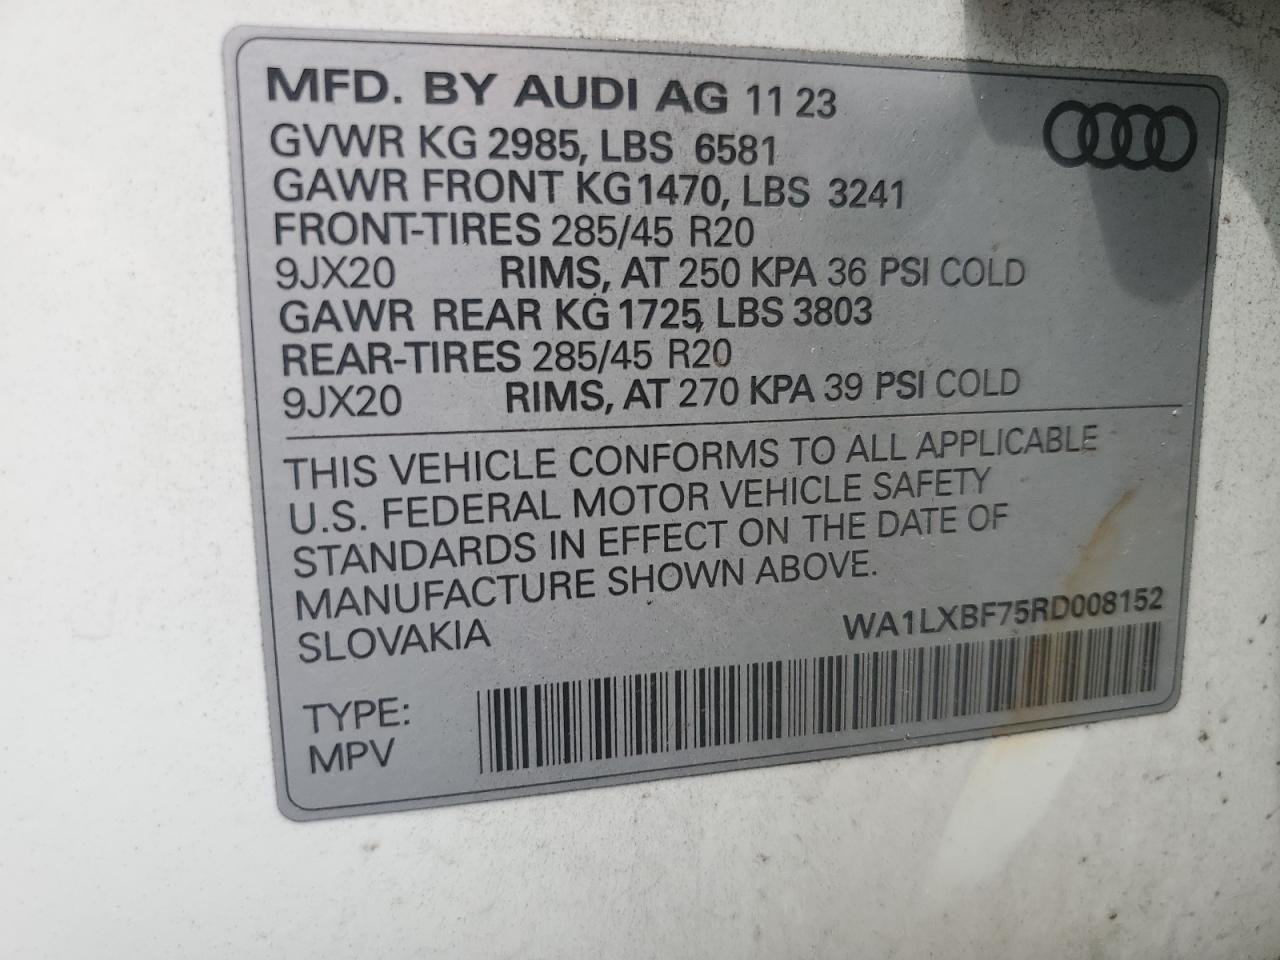 MFD. BY AUDI AG 11 23
GVWR KG 2985, LBS 6581
GAWR FRONT KG 1470, LBS 3241
FRONT-TIRES 285/45 R20
9JX20 RIMS, AT 250 KPA 36 PSI COLD
GAWR REAR KG 1725, LBS 3803
REAR-TIRES 285/45 R20
9JX20 RIMS, AT 270 KPA 39 PSI COLD
THIS VEHICLE CONFORMS TO ALL APPLICABLE
U.S. FEDERAL MOTOR VEHICLE SAFETY
STANDARDS IN EFFECT ON THE DATE OF
MANUFACTURE SHOWN ABOVE.
SLOVAKIA WA1LXBF75RD008152
TYPE:
MPV